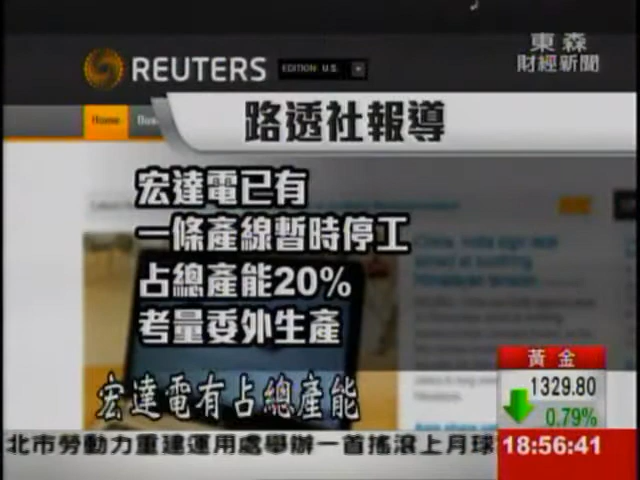 REUTERS
EDITION U.S.
東森
財經新聞
Home
路透社報導
宏達電已有
一條產線暫時停工
占總產能20%
考量委外生產
黃金
1329.80
0.79%
宏達電有占總產能
北市勞動力重建運用處舉辦一首搖滾上月球
18:56:41